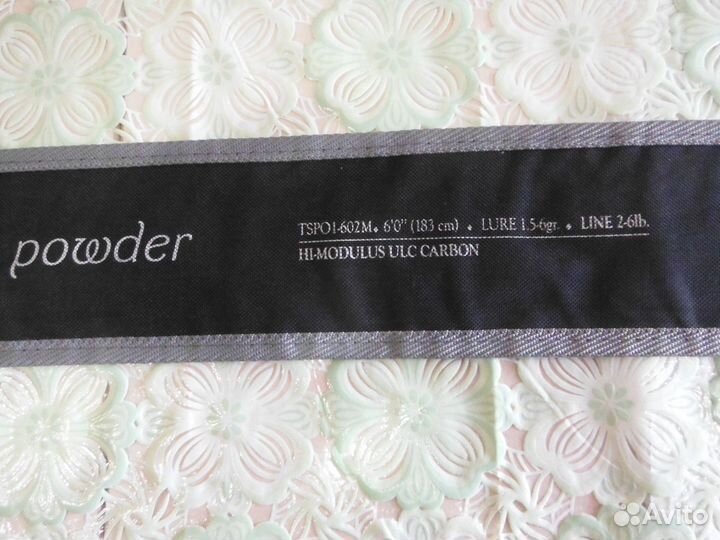 powder
TSPO1-602M ⬥ 6'0" (183 cm) ⬥ LURE 1.5-6gr. ⬥ LINE 2-6lb.
HI-MODULUS ULC CARBON
Avito